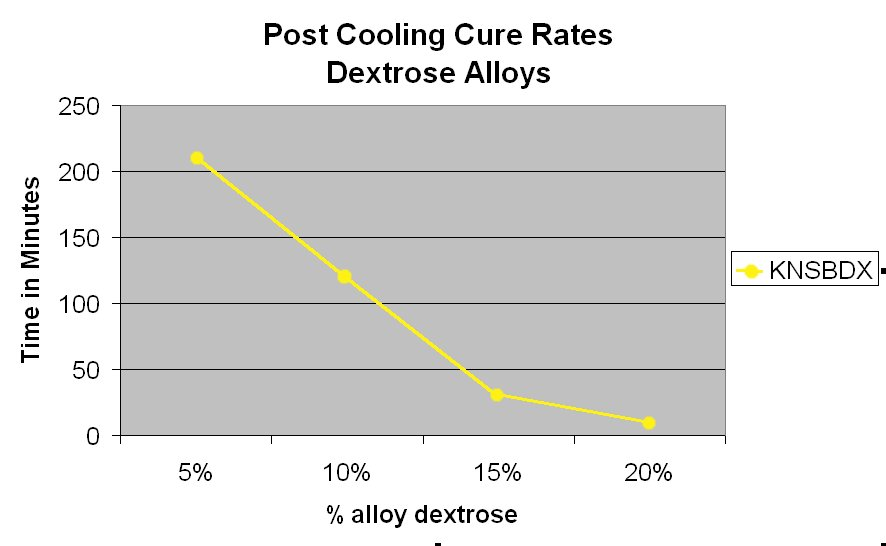 Post Cooling Cure Rates
Dextrose Alloys
250
200
150
100
50
0
Time in Minutes
5% 10% 15% 20%
% alloy dextrose
KNSBDX